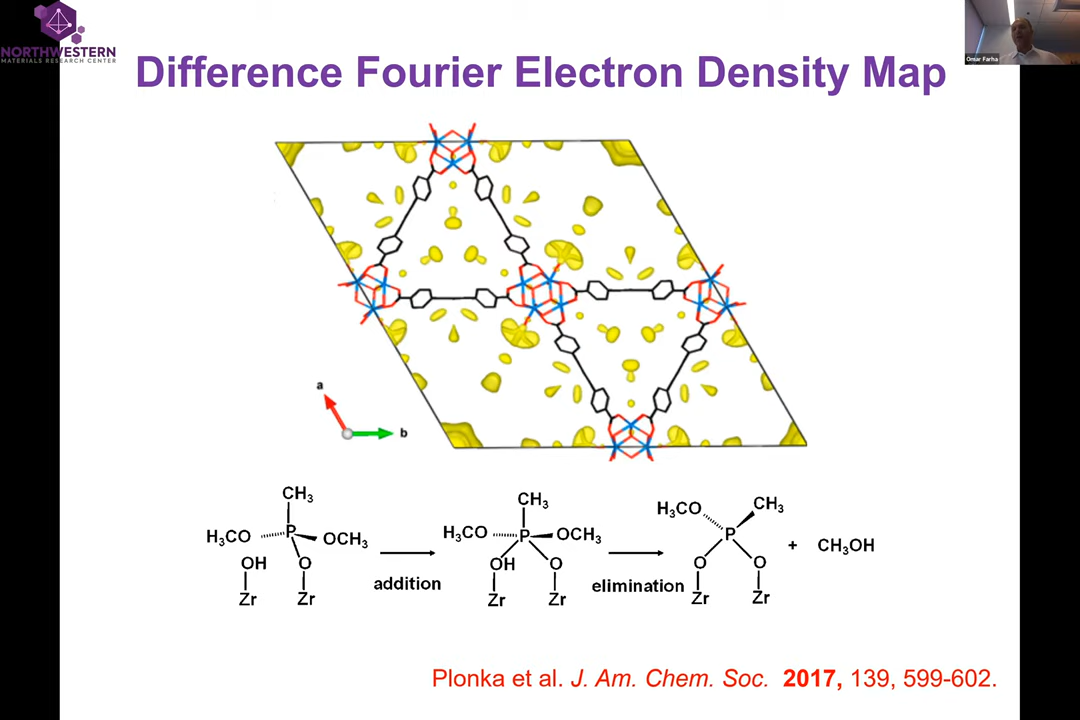 NORTHWESTERN
MATERIALS RESEARCH CENTER
Omar Farha
Difference Fourier Electron Density Map
a
b
CH₃
H₃CO P OCH₃
OH O
Zr Zr
addition
CH₃
H₃CO P OCH₃
OH O
Zr Zr
elimination
H₃CO CH₃
P
O O
Zr Zr
+ CH₃OH
Plonka et al. J. Am. Chem. Soc. 2017, 139, 599-602.